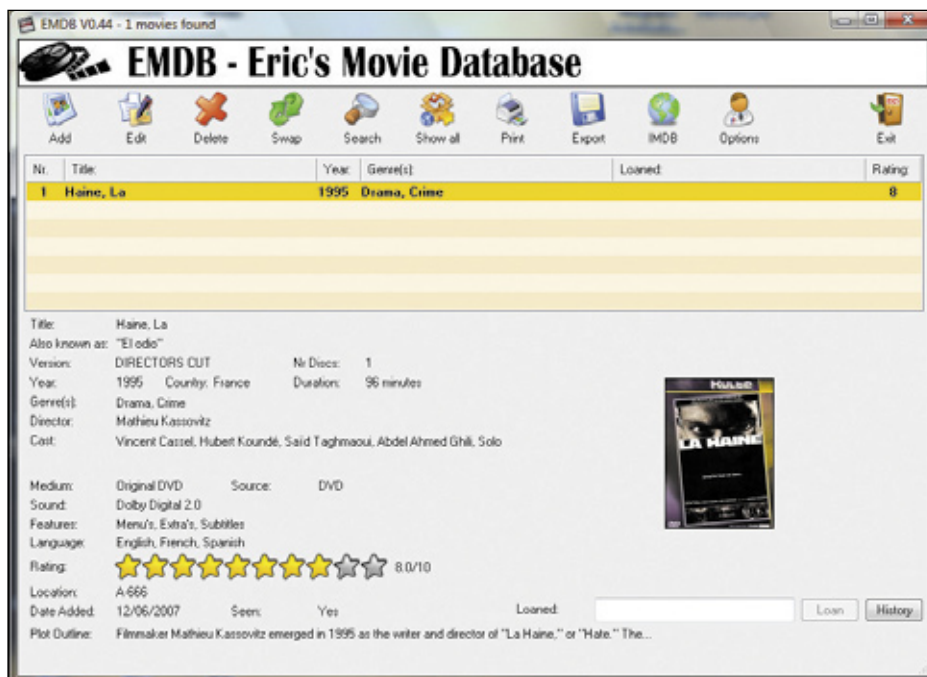 EMDB V0.44 - 1 movies found
EMDB - Eric's Movie Database
Add Edit Delete Swap Search Show all Print Export IMDB Options Exit
Nr. Title: Year: Genre(s): Loaned: Rating:
1 Haine, La 1995 Drama, Crime 8
Title: Haine, La
Also known as: "El odio"
Version: DIRECTORS CUT Nr Discs: 1
Year: 1995 Country: France Duration: 96 minutes
Genre(s): Drama, Crime
Director: Mathieu Kassovitz
Cast: Vincent Cassel, Hubert Koundé, Saïd Taghmaoui, Abdel Ahmed Ghili, Solo
LA HAINE
Medium: Original DVD Source: DVD
Sound: Dolby Digital 2.0
Features: Menu's, Extra's, Subtitles
Language: English, French, Spanish
Rating: 8.0/10
Location: A-666
Date Added: 12/06/2007 Seen: Yes Loaned: Loan History
Plot Outline: Filmmaker Mathieu Kassovitz emerged in 1995 as the writer and director of "La Haine," or "Hate." The...